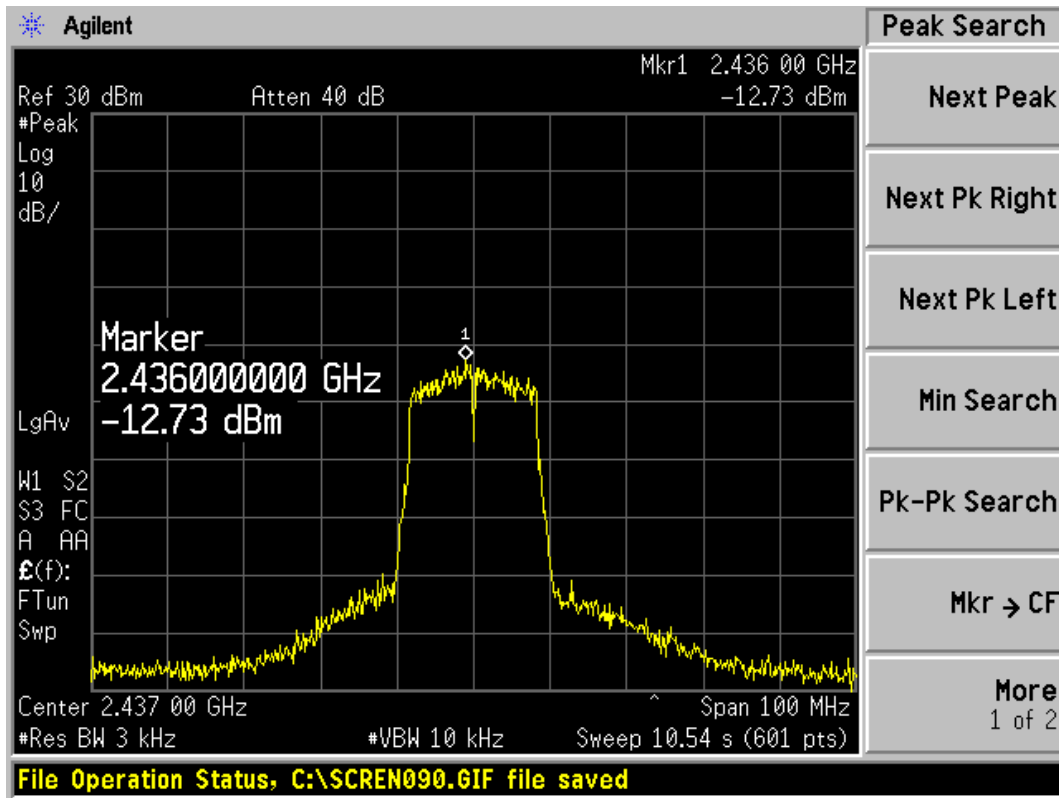 Agilent
Peak Search
Mkr1 2.436 00 GHz
Ref 30 dBm Atten 40 dB -12.73 dBm
#Peak
Log
10
dB/
1
Marker
2.436000000 GHz
-12.73 dBm
LgAv
W1 S2
S3 FC
A AA
£(f):
FTun
Swp
Center 2.437 00 GHz ^ Span 100 MHz
#Res BW 3 kHz #VBW 10 kHz Sweep 10.54 s (601 pts)
File Operation Status, C:\SCREN090.GIF file saved
Next Peak
Next Pk Right
Next Pk Left
Min Search
Pk-Pk Search
Mkr → CF
More
1 of 2